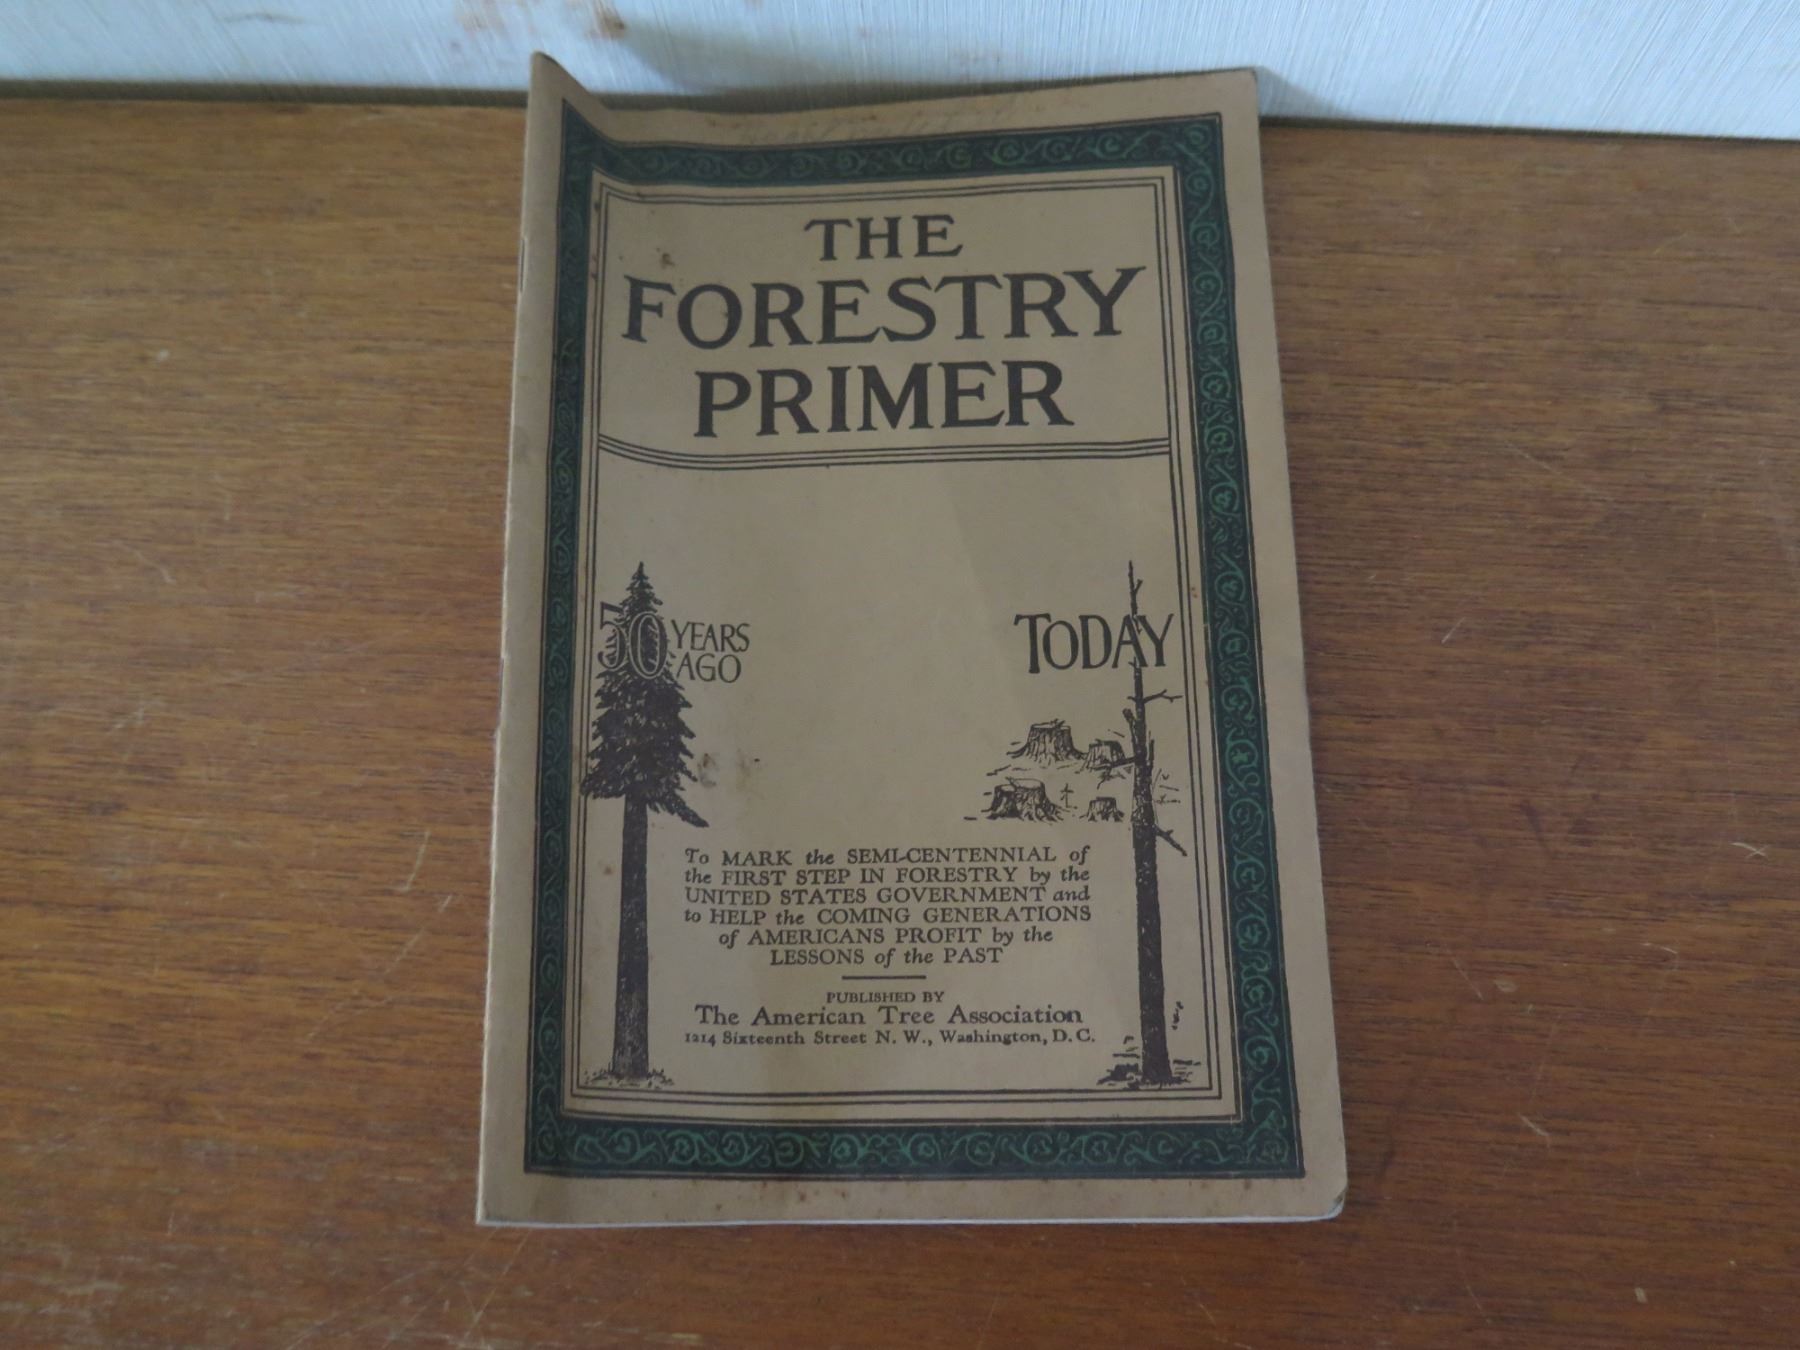 THE
FORESTRY
PRIMER
50 YEARS
AGO
TODAY
To MARK the SEMI-CENTENNIAL of
the FIRST STEP IN FORESTRY by the
UNITED STATES GOVERNMENT and
to HELP the COMING GENERATIONS
of AMERICANS PROFIT by the
LESSONS of the PAST
PUBLISHED BY
The American Tree Association
1214 Sixteenth Street N. W., Washington, D. C.